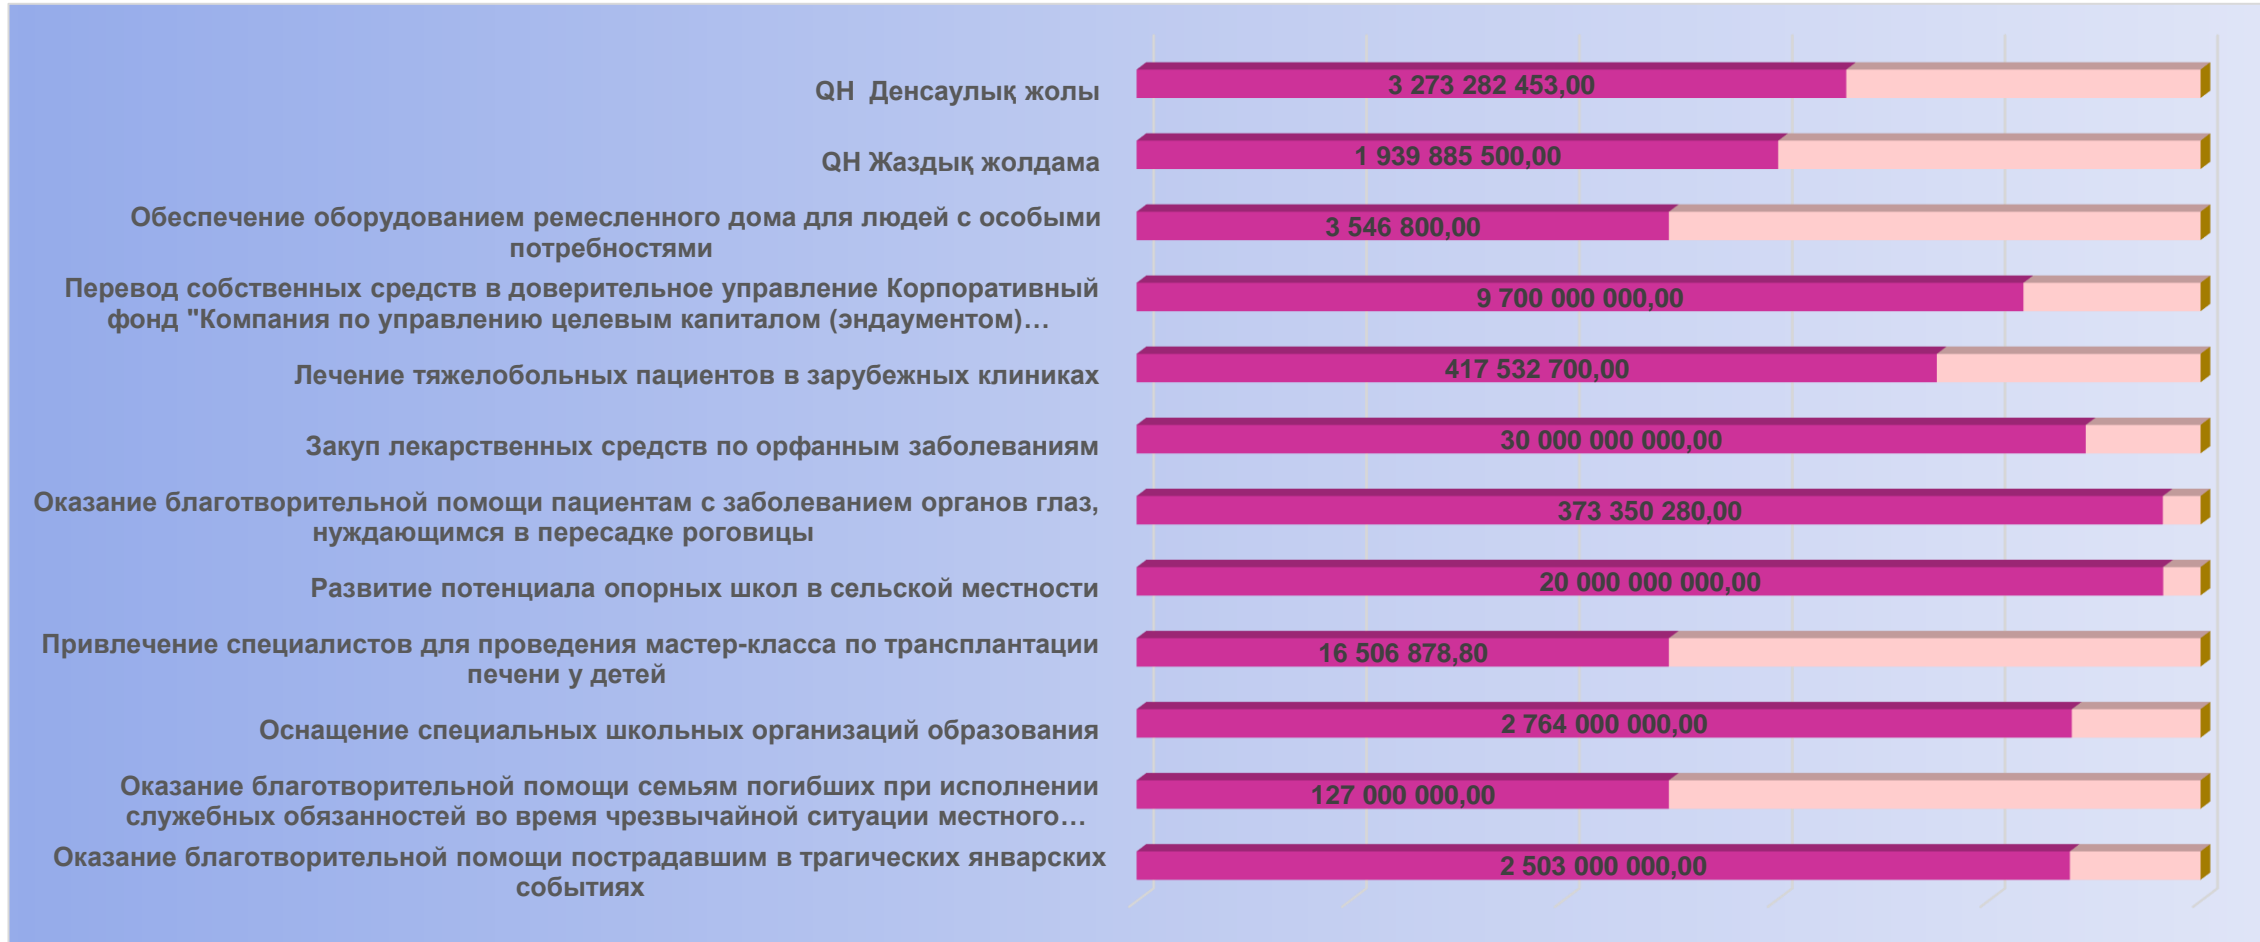 QH  Денсаулық жолы
3 273 282 453,00
QH Жаздық жолдама
1 939 885 500,00
Обеспечение оборудованием ремесленного дома для людей с особыми
потребностями
3 546 800,00
Перевод собственных средств в доверительное управление Корпоративный
фонд "Компания по управлению целевым капиталом (эндаументом)…
9 700 000 000,00
Лечение тяжелобольных пациентов в зарубежных клиниках
417 532 700,00
Закуп лекарственных средств по орфанным заболеваниям
30 000 000 000,00
Оказание благотворительной помощи пациентам с заболеванием органов глаз,
нуждающимся в пересадке роговицы
373 350 280,00
Развитие потенциала опорных школ в сельской местности
20 000 000 000,00
Привлечение специалистов для проведения мастер-класса по трансплантации
печени у детей
16 506 878,80
Оснащение специальных школьных организаций образования
2 764 000 000,00
Оказание благотворительной помощи семьям погибших при исполнении
служебных обязанностей во время чрезвычайной ситуации местного…
127 000 000,00
Оказание благотворительной помощи пострадавшим в трагических январских
событиях
2 503 000 000,00